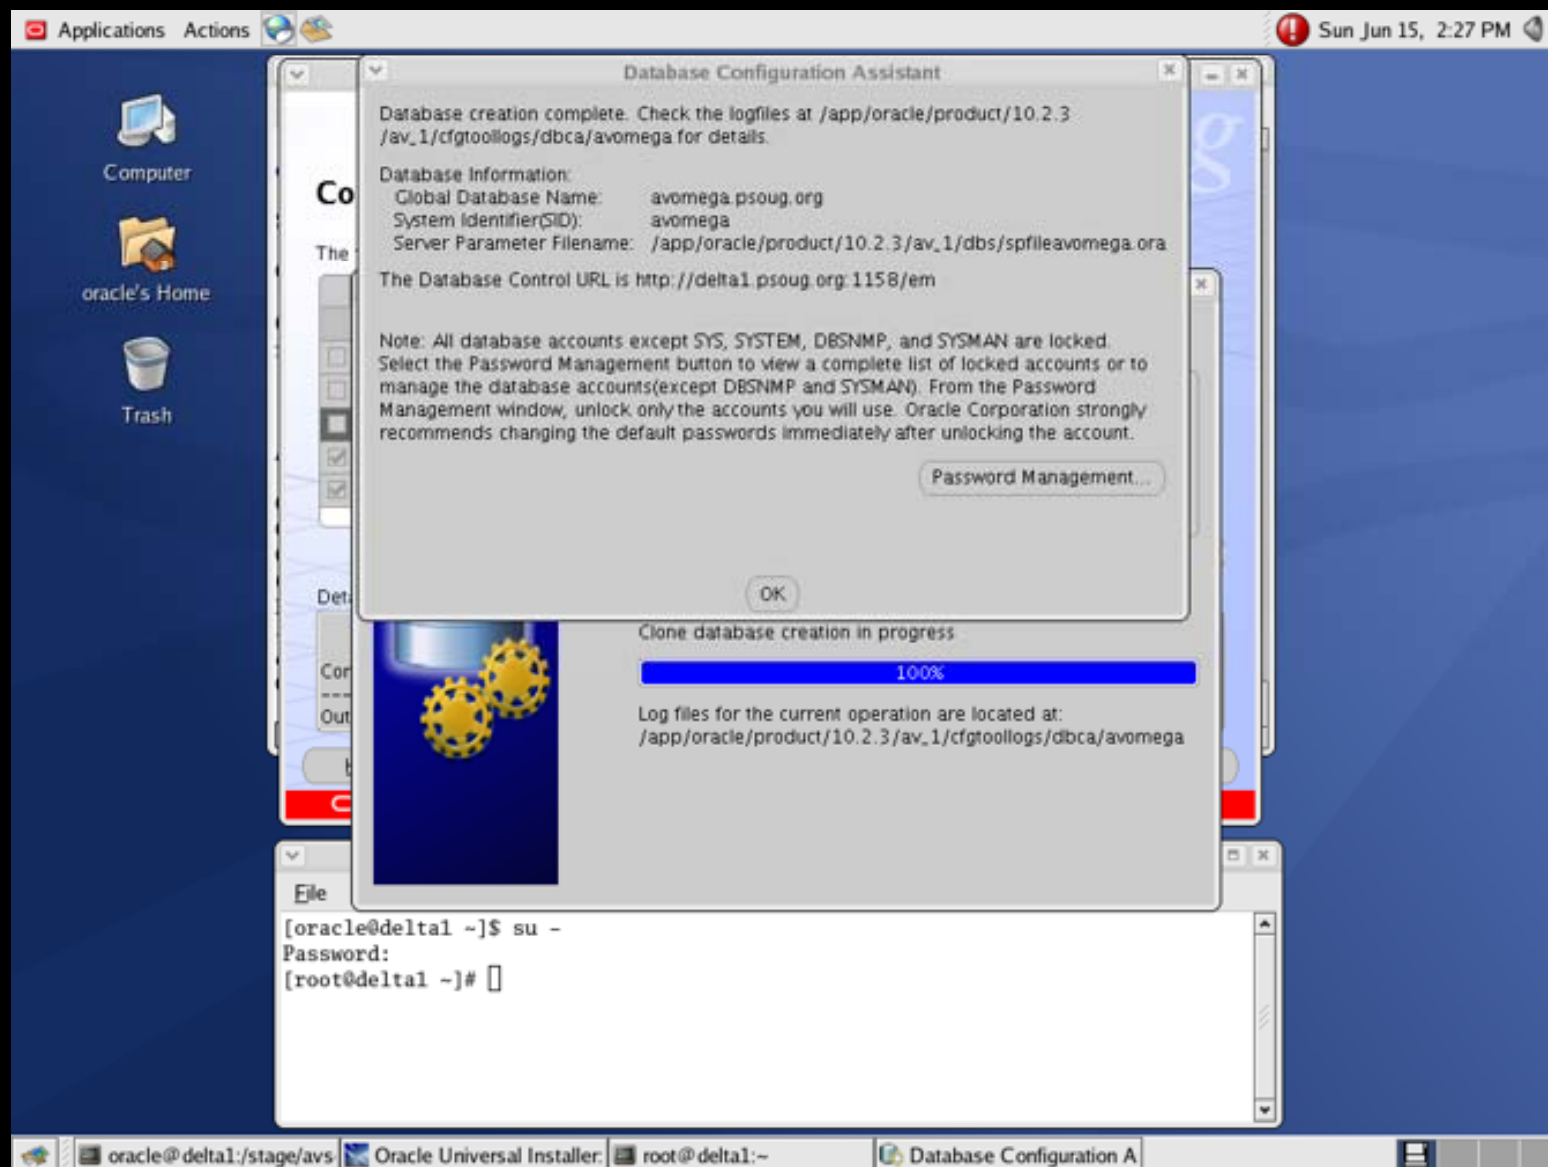 Applications Actions Sun Jun 15, 2:27 PM
Computer
oracle's Home
Trash
Database Configuration Assistant
Database creation complete. Check the logfiles at /app/oracle/product/10.2.3
/av_1/cfgtoollogs/dbca/avomega for details.
Database Information:
Global Database Name: avomega.psoug.org
System Identifier(SID): avomega
Server Parameter Filename: /app/oracle/product/10.2.3/av_1/dbs/spfileavomega.ora
The Database Control URL is http://delta1.psoug.org:1158/em
Note: All database accounts except SYS, SYSTEM, DBSNMP, and SYSMAN are locked.
Select the Password Management button to view a complete list of locked accounts or to
manage the database accounts(except DBSNMP and SYSMAN). From the Password
Management window, unlock only the accounts you will use. Oracle Corporation strongly
recommends changing the default passwords immediately after unlocking the account.
Password Management...
OK
Co
The
Clone database creation in progress
100%
Log files for the current operation are located at:
/app/oracle/product/10.2.3/av_1/cfgtoollogs/dbca/avomega
Out
File
[oracle@delta1 ~]$ su -
Password:
[root@delta1 ~]#
oracle@delta1:/stage/avs
Oracle Universal Installer:
root@delta1:~
Database Configuration A